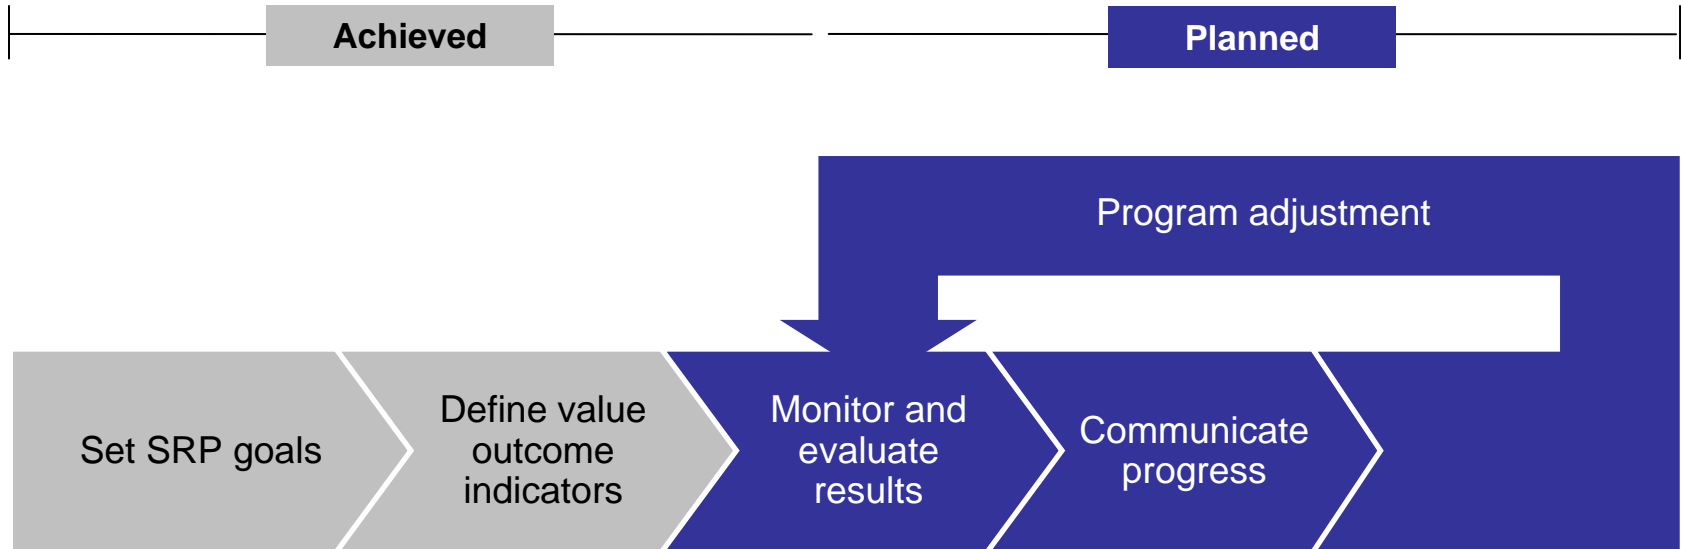 Achieved
Planned
Program adjustment
Set SRP goals
Define value
outcome
indicators
Monitor and
evaluate
results
Communicate
progress